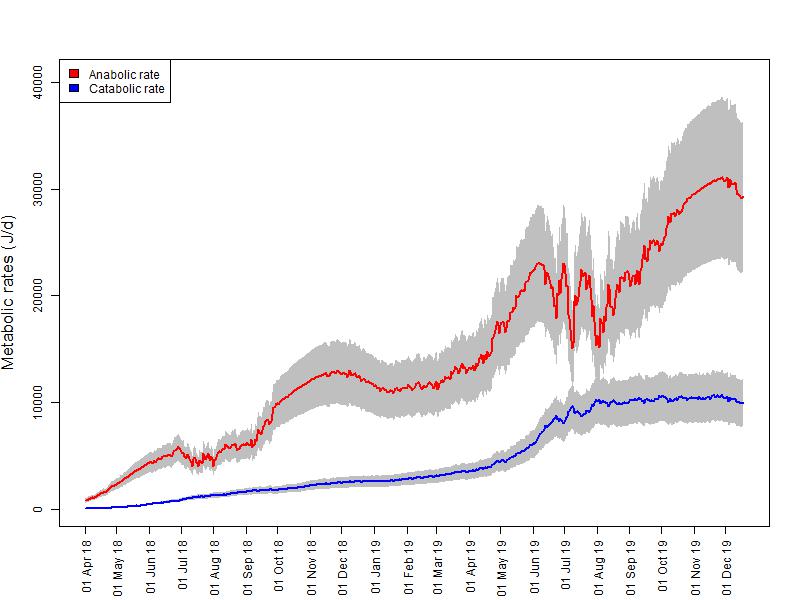 Anabolic rate
Catabolic rate
Metabolic rates (J/d)
40000
30000
20000
10000
0
01 Apr 18
01 May 18
01 Jun 18
01 Jul 18
01 Aug 18
01 Sep 18
01 Oct 18
01 Nov 18
01 Dec 18
01 Jan 19
01 Feb 19
01 Mar 19
01 Apr 19
01 May 19
01 Jun 19
01 Jul 19
01 Aug 19
01 Sep 19
01 Oct 19
01 Nov 19
01 Dec 19